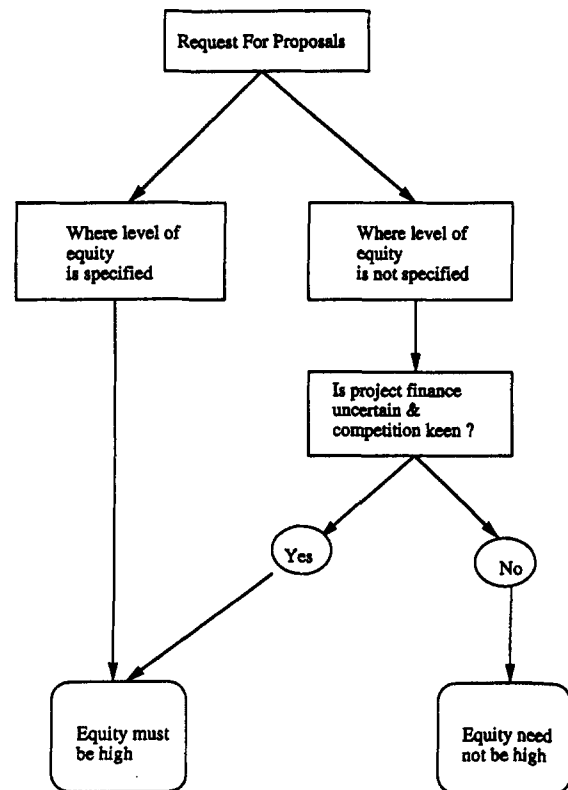 Request For Proposals
Where level of
equity
is specified
Where level of
equity
is not specified
Is project finance
uncertain &
competition keen ?
Yes
No
Equity must
be high
Equity need
not be high